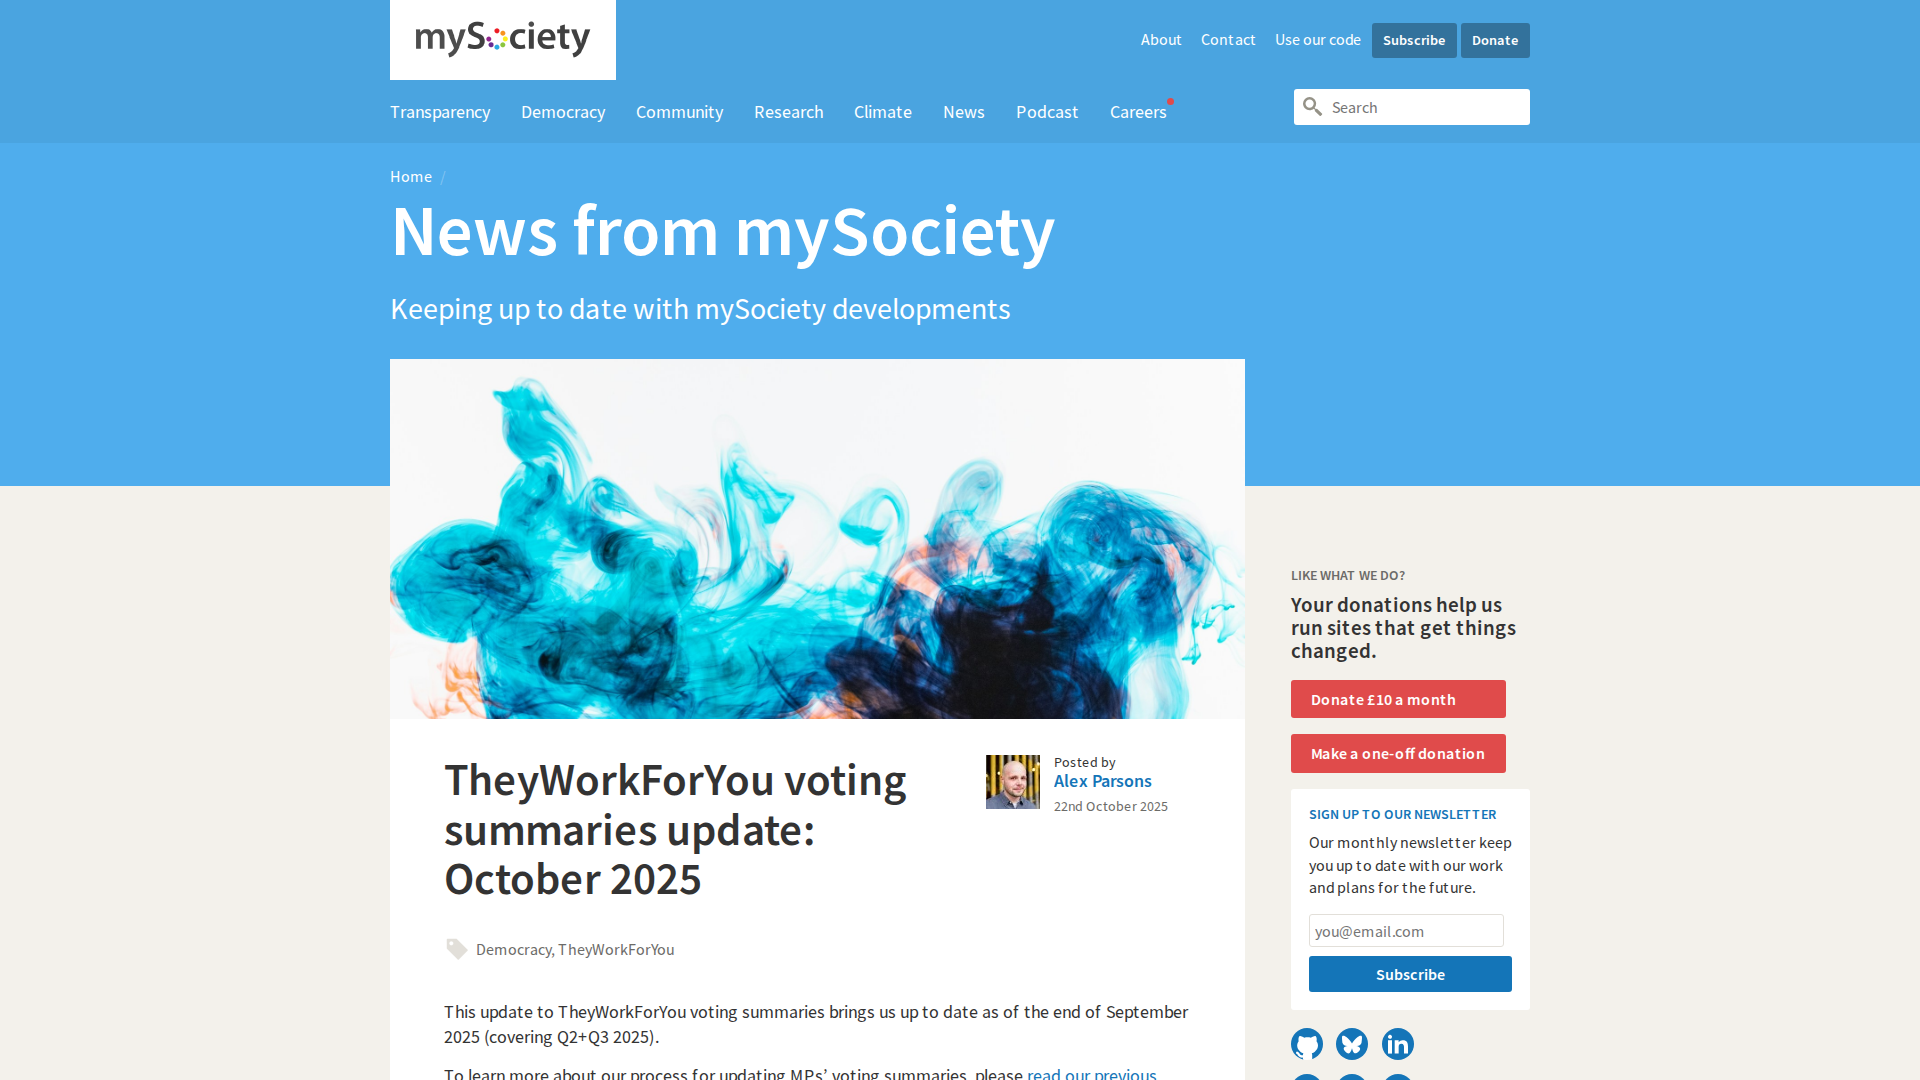 mySociety
About
Contact
Use our code
Subscribe
Donate
Transparency
Democracy
Community
Research
Climate
News
Podcast
Careers
Search
Home /
News from mySociety
Keeping up to date with mySociety developments
TheyWorkForYou voting
summaries update:
October 2025
Posted by
Alex Parsons
22nd October 2025
Democracy, TheyWorkForYou
This update to TheyWorkForYou voting summaries brings us up to date as of the end of September
2025 (covering Q2+Q3 2025).
To learn more about our process for updating MPs’ voting summaries, please read our previous
LIKE WHAT WE DO?
Your donations help us
run sites that get things
changed.
Donate £10 a month
Make a one-off donation
SIGN UP TO OUR NEWSLETTER
Our monthly newsletter keep
you up to date with our work
and plans for the future.
you@email.com
Subscribe
in